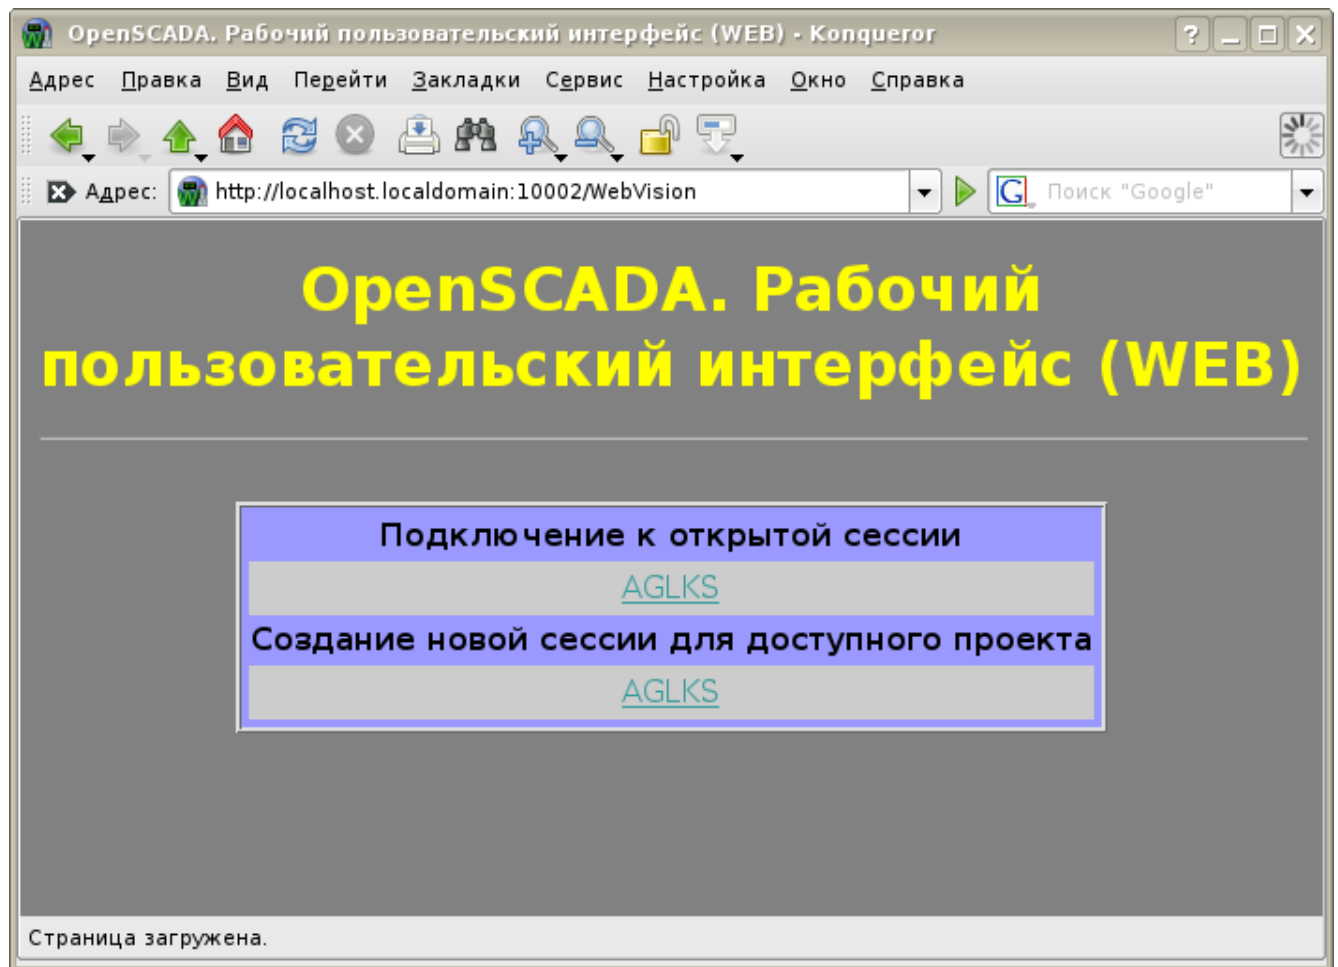 OpenSCADA. Рабочий пользовательский интерфейс (WEB) - Konqueror
Адрес Правка Вид Перейти Закладки Сервис Настройка Окно Справка
Адрес: http://localhost.localdomain:10002/WebVision Поиск "Google"
OpenSCADA. Рабочий
пользовательский интерфейс (WEB)
Подключение к открытой сессии
AGLKS
Создание новой сессии для доступного проекта
AGLKS
Страница загружена.